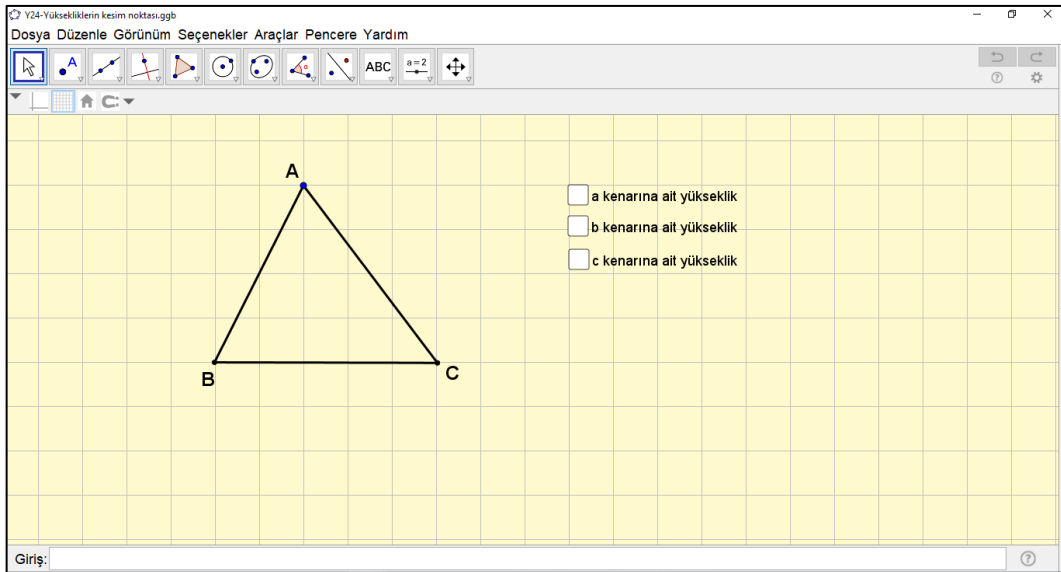 Y24-Yüksekliklerin kesim noktası.ggb
Dosya Düzenle Görünüm Seçenekler Araçlar Pencere Yardım
A
α
ABC
a=2
A
a kenarına ait yükseklik
b kenarına ait yükseklik
c kenarına ait yükseklik
B
C
Giriş: